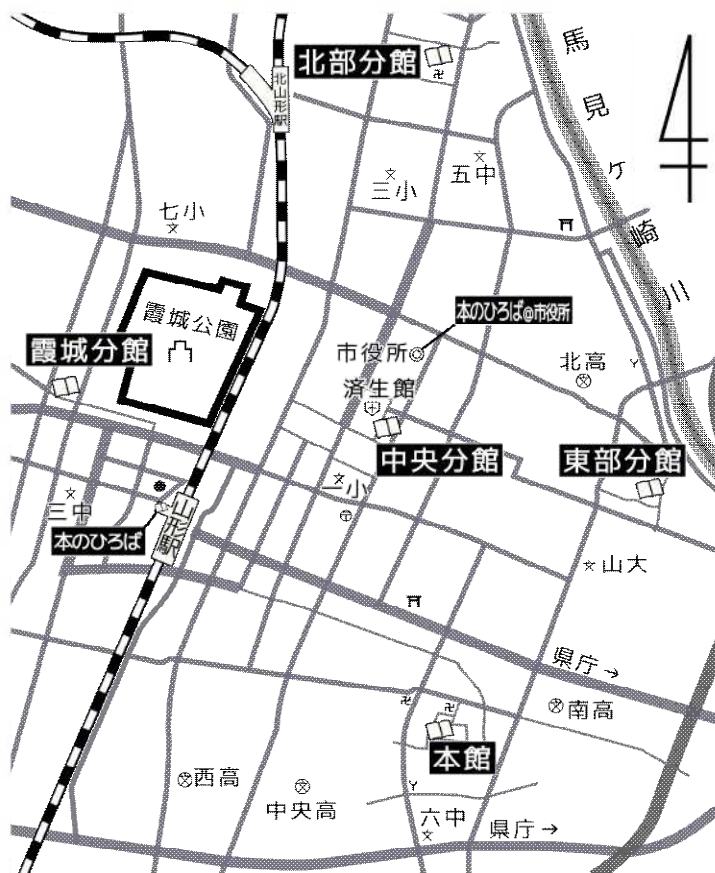 北部分館
北山形駅
馬見ケ崎川
五中
三小
七小
霞城公園
本のひろば@市役所
市役所
霞城分館
北高
済生館
中央分館
東部分館
一小
三中
山形駅
本のひろば
山大
県庁→
南高
本館
西高
中央高
六中
県庁→